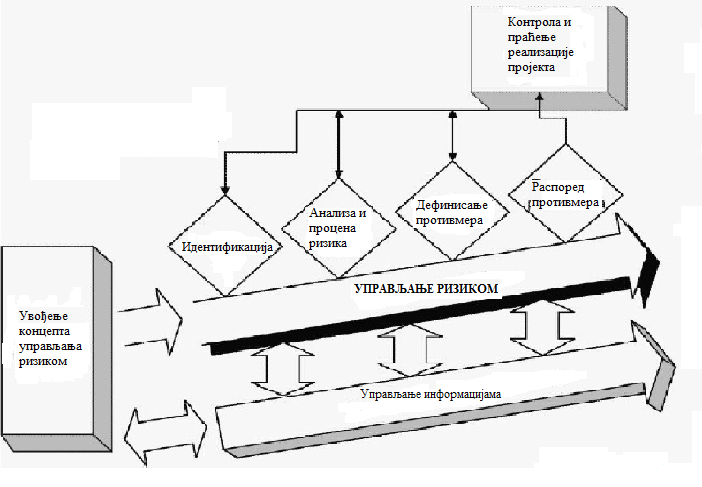 Контрола и
праћење
реализације
пројекта
Идентификација
Анализа и
процена
ризика
Дефинисање
противмера
Распоред
противмера
УПРАВЉАЊЕ РИЗИКОМ
Увођење
концепта
управљања
ризиком
Управљање информацијама